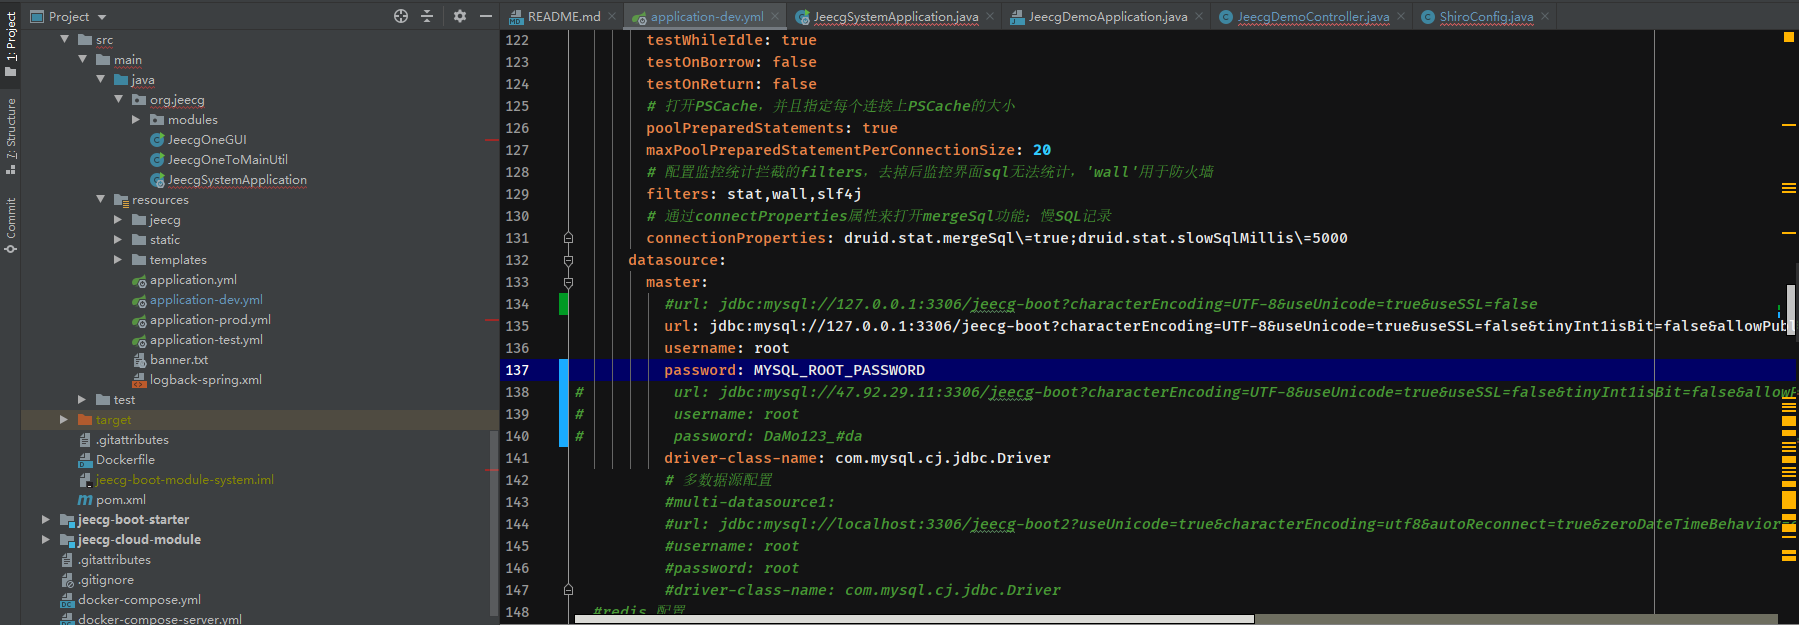 Project
README.md
application-dev.yml
JeecgSystemApplication.java
JeecgDemoApplication.java
JeecgDemoController.java
ShiroConfig.java
1: Project
7: Structure
Commit
src
main
java
org.jeecg
modules
JeecgOneGUI
JeecgOneToMainUtil
JeecgSystemApplication
resources
jeecg
static
templates
application.yml
application-dev.yml
application-prod.yml
application-test.yml
banner.txt
logback-spring.xml
test
target
.gitattributes
Dockerfile
jeecg-boot-module-system.iml
pom.xml
jeecg-boot-starter
jeecg-cloud-module
.gitattributes
.gitignore
docker-compose.yml
docker-compose-server.yml
122 testWhileIdle: true
123 testOnBorrow: false
124 testOnReturn: false
125 # 打开PSCache，并且指定每个连接上PSCache的大小
126 poolPreparedStatements: true
127 maxPoolPreparedStatementPerConnectionSize: 20
128 # 配置监控统计拦截的filters，去掉后监控界面sql无法统计，'wall'用于防火墙
129 filters: stat,wall,slf4j
130 # 通过connectProperties属性来打开mergeSql功能；慢SQL记录
131 connectionProperties: druid.stat.mergeSql\=true;druid.stat.slowSqlMillis\=5000
132 datasource:
133 master:
134 #url: jdbc:mysql://127.0.0.1:3306/jeecg-boot?characterEncoding=UTF-8&useUnicode=true&useSSL=false
135 url: jdbc:mysql://127.0.0.1:3306/jeecg-boot?characterEncoding=UTF-8&useUnicode=true&useSSL=false&tinyInt1isBit=false&allowPub
136 username: root
137 password: MYSQL_ROOT_PASSWORD
138 # url: jdbc:mysql://47.92.29.11:3306/jeecg-boot?characterEncoding=UTF-8&useUnicode=true&useSSL=false&tinyInt1isBit=false&allow
139 # username: root
140 # password: DaMo123_#da
141 driver-class-name: com.mysql.cj.jdbc.Driver
142 # 多数据源配置
143 #multi-datasource1:
144 #url: jdbc:mysql://localhost:3306/jeecg-boot2?useUnicode=true&characterEncoding=utf8&autoReconnect=true&zeroDateTimeBehavior
145 #username: root
146 #password: root
147 #driver-class-name: com.mysql.cj.jdbc.Driver
148 #redis 配置